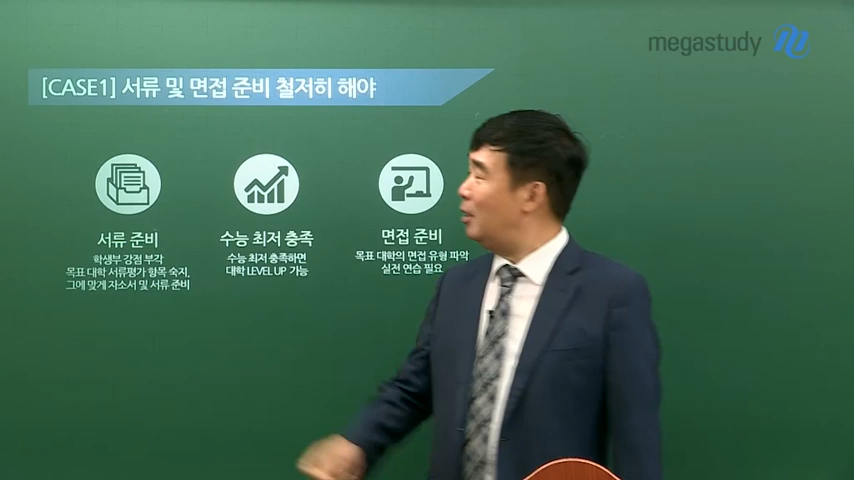 megastudy
[CASE1] 서류 및 면접 준비 철저히 해야
서류 준비
학생부 강점 부각
목표 대학 서류평가 항목 숙지,
그에 맞게 자소서 및 서류 준비
수능 최저 충족
수능 최저 충족하면
대학 LEVEL UP 가능
면접 준비
목표 대학의 면접 유형 파악
실전 연습 필요